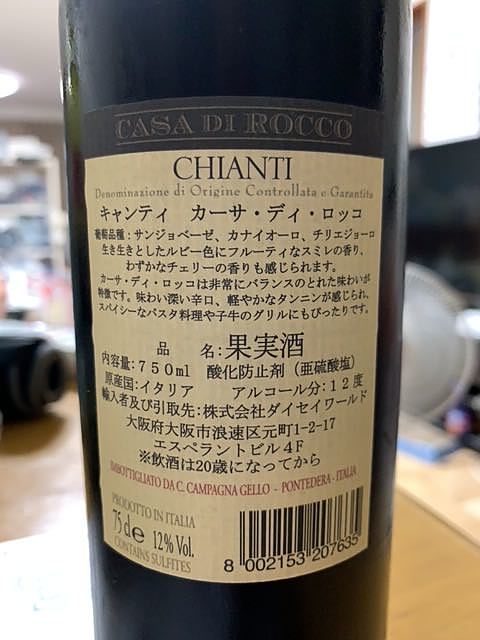 CASA DI ROCCO
CHIANTI
Denominazione di Origine Controllata e Garantita
キャンティ カーサ・ディ・ロッコ
葡萄品種：サンジョベーゼ、カナイオーロ、チリエジョーロ
生き生きとしたルビー色にフルーティなスミレの香り、
わずかなチェリーの香りも感じられます。
カーサ・ディ・ロッコは非常にバランスのとれた味わいが
特徴です。味わい深い辛口、軽やかなタンニンが感じられ、
スパイシーなパスタ料理や子牛のグリルにもぴったりです。
品 名：果実酒
内容量：750ml 酸化防止剤（亜硫酸塩）
原産国：イタリア アルコール分：12度
輸入者及び引取先：株式会社ダイセイワールド
大阪府大阪市浪速区元町1-2-17
エスペラントビル4F
※飲酒は20歳になってから
IMBOTTIGLIATO DA C. CAMPAGNA GELLO - PONTEDERA - ITALIA
PRODOTTO IN ITALIA
75 cl e 12% Vol.
CONTAINS SULFITES
8 002153 207635